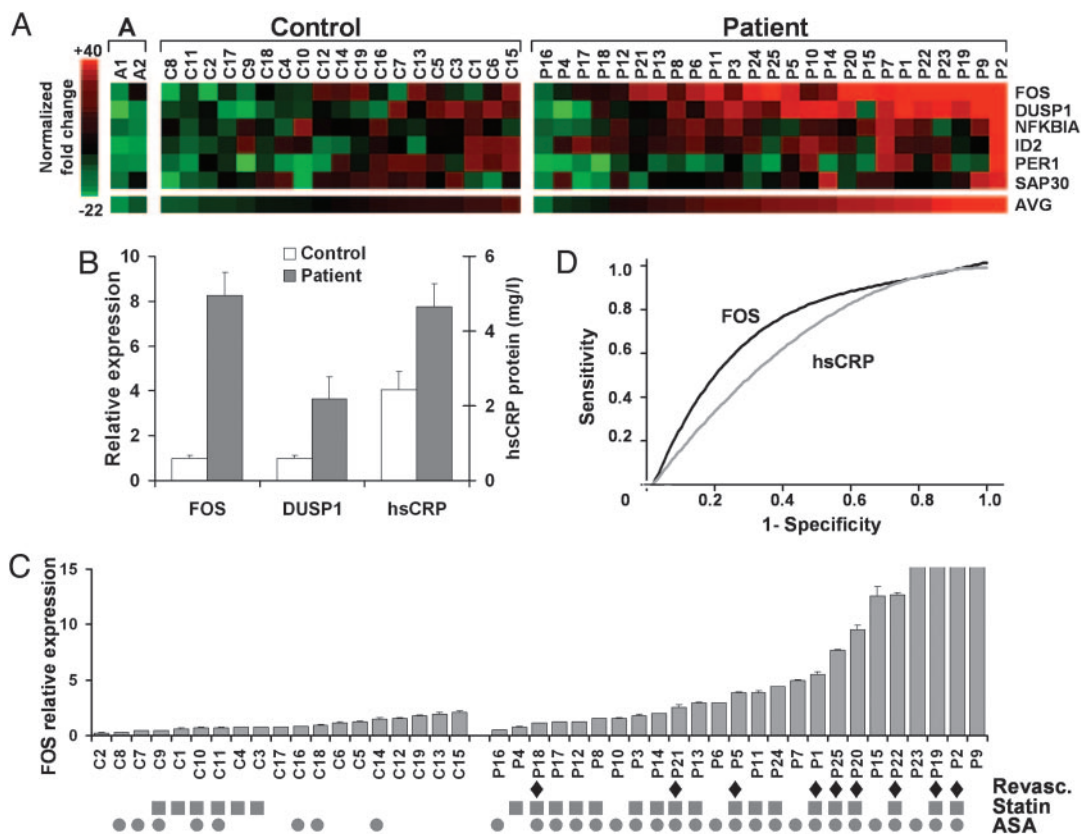 A
+40
Normalized
fold change
-22
A
Control
Patient
A1 A2
C8 C11 C2 C17 C9 C18 C4 C10 C12 C14 C19 C16 C7 C13 C5 C3 C1 C6 C15
P16 P4 P17 P18 P12 P21 P13 P8 P6 P11 P3 P24 P25 P5 P10 P14 P20 P15 P7 P1 P22 P23 P19 P9 P2
FOS
DUSP1
NFKBIA
ID2
PER1
SAP30
AVG
B
Relative expression
10
8
6
4
2
0
Control
Patient
6
4
2
0
hsCRP protein (mg/l)
FOS DUSP1 hsCRP
D
Sensitivity
1.0
0.8
0.6
0.4
0.2
FOS
hsCRP
0 0.2 0.4 0.6 0.8 1.0
1- Specificity
C
FOS relative expression
15
10
5
0
C2 C8 C7 C9 C1 C10 C11 C4 C3 C17 C16 C18 C6 C5 C14 C12 C19 C13 C15
P16 P4 P18 P17 P12 P8 P10 P3 P14 P21 P13 P6 P5 P11 P24 P7 P1 P25 P20 P15 P22 P23 P19 P2 P9
Revasc.
Statin
ASA